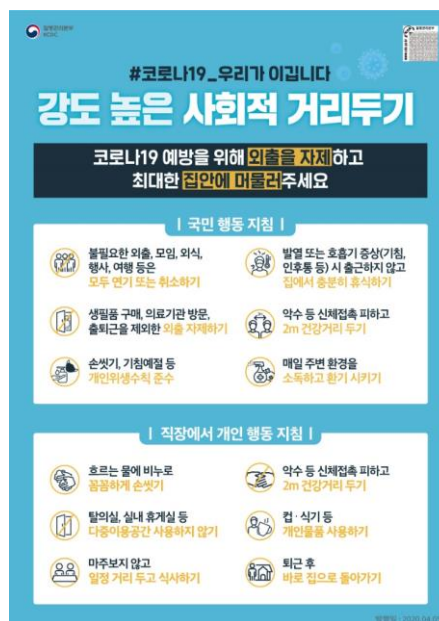 질병관리본부
KCDC
#코로나19_우리가 이깁니다
강도 높은 사회적 거리두기
코로나19 예방을 위해 외출을 자제하고
최대한 집안에 머물러주세요
| 국민 행동 지침 |
불필요한 외출, 모임, 외식,
행사, 여행 등은
모두 연기 또는 취소하기
발열 또는 호흡기 증상(기침,
인후통 등) 시 출근하지 않고
집에서 충분히 휴식하기
생필품 구매, 의료기관 방문,
출퇴근을 제외한 외출 자제하기
악수 등 신체접촉 피하고
2m 건강거리 두기
손씻기, 기침예절 등
개인위생수칙 준수
매일 주변 환경을
소독하고 환기 시키기
| 직장에서 개인 행동 지침 |
흐르는 물에 비누로
꼼꼼하게 손씻기
악수 등 신체접촉 피하고
2m 건강거리 두기
탈의실, 실내 휴게실 등
다중이용공간 사용하지 않기
컵 · 식기 등
개인물품 사용하기
마주보지 않고
일정 거리 두고 식사하기
퇴근 후
바로 집으로 돌아가기